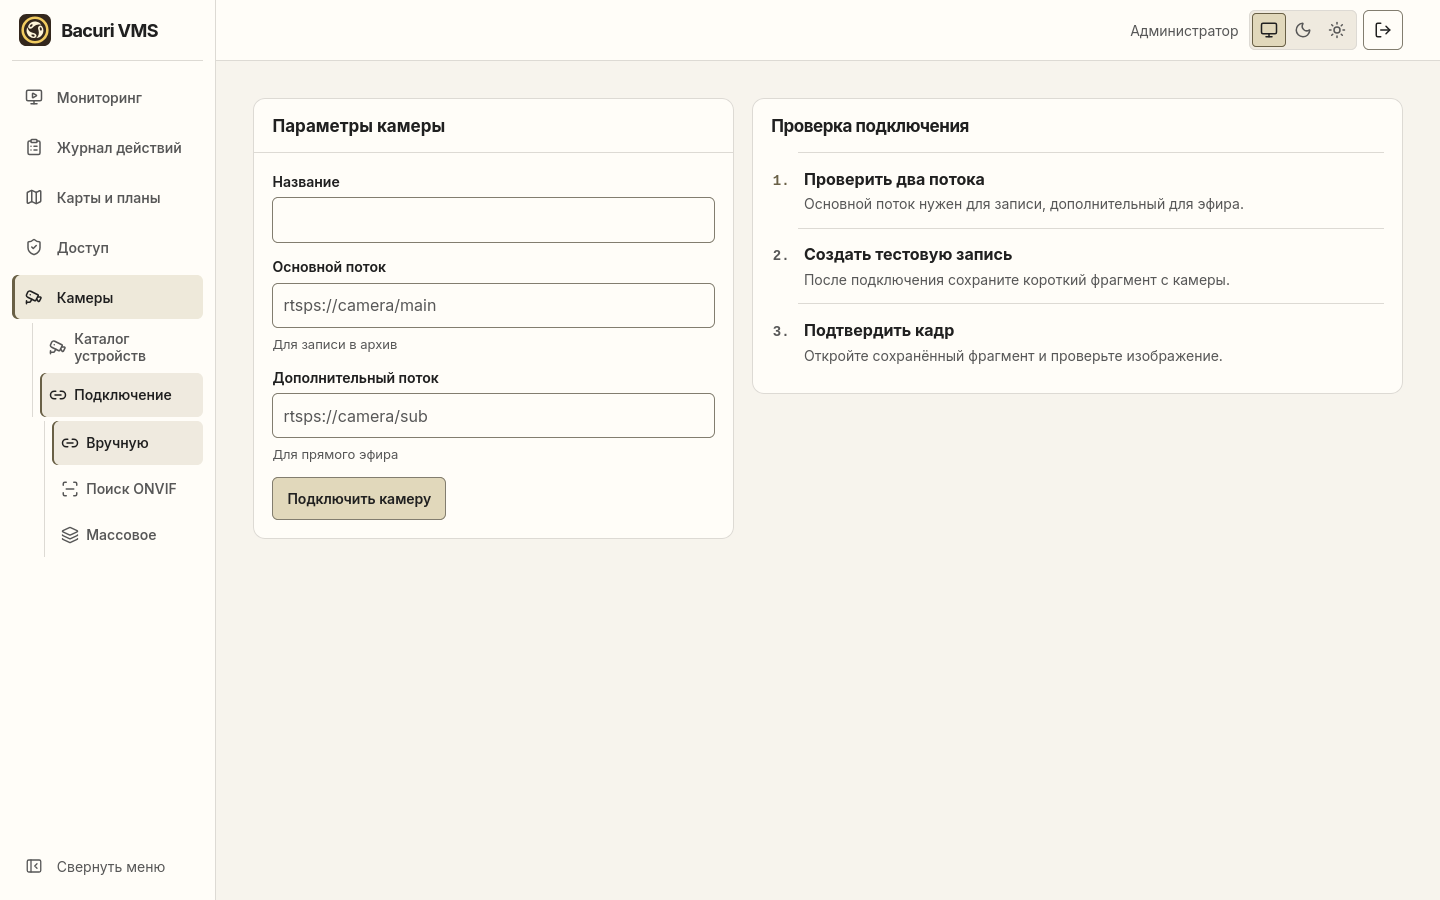 Bacuri VMS
Администратор
Мониторинг
Журнал действий
Карты и планы
Доступ
Камеры
Каталог
устройств
Подключение
Вручную
Поиск ONVIF
Массовое
Свернуть меню
Параметры камеры
Название
Основной поток
rtsps://camera/main
Для записи в архив
Дополнительный поток
rtsps://camera/sub
Для прямого эфира
Подключить камеру
Проверка подключения
1. Проверить два потока
Основной поток нужен для записи, дополнительный для эфира.
2. Создать тестовую запись
После подключения сохраните короткий фрагмент с камеры.
3. Подтвердить кадр
Откройте сохранённый фрагмент и проверьте изображение.